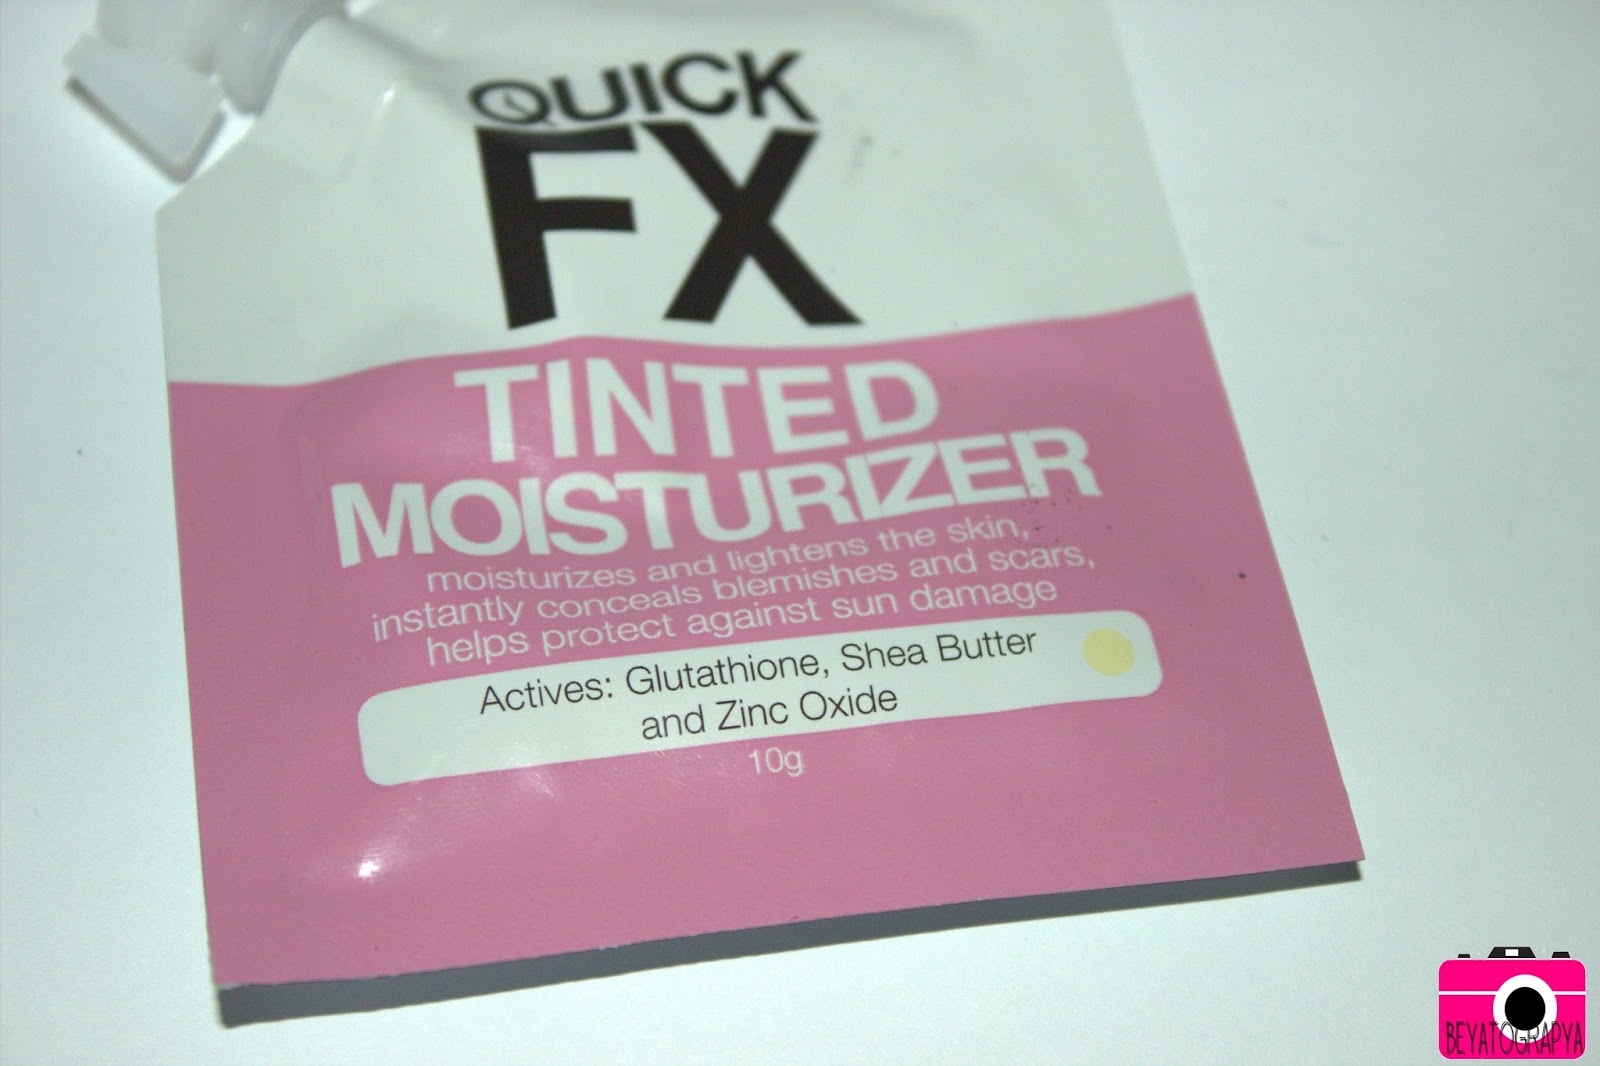 QUICK
FX
TINTED
MOISTURIZER
moisturizes and lightens the skin,
instantly conceals blemishes and scars,
helps protect against sun damage
Actives: Glutathione, Shea Butter
and Zinc Oxide
10g
BEYATOGRAPYA